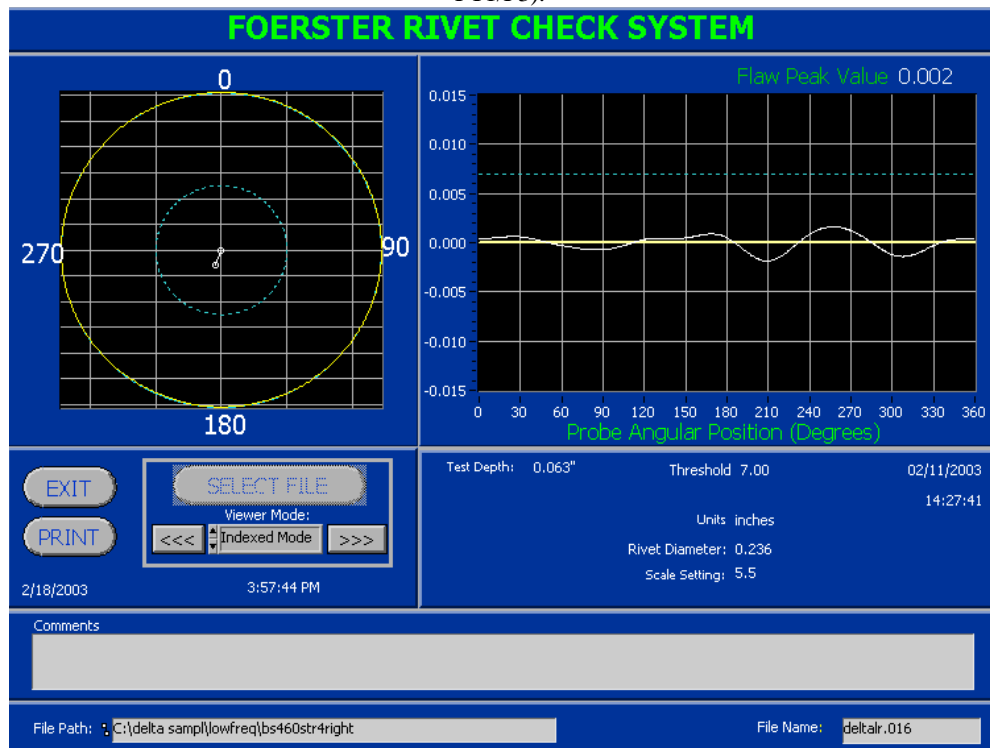 FOERSTER RIVET CHECK SYSTEM
0
270
90
180
Flaw Peak Value 0.002
0.015
0.010
0.005
0.000
-0.005
-0.010
-0.015
0 30 60 90 120 150 180 210 240 270 300 330 360
Probe Angular Position (Degrees)
EXIT
PRINT
SELECT FILE
Viewer Mode:
<<< Indexed Mode >>>
2/18/2003 3:57:44 PM
Test Depth: 0.063" Threshold 7.00 02/11/2003
14:27:41
Units inches
Rivet Diameter: 0.236
Scale Setting: 5.5
Comments
File Path: C:\delta sampl\lowfreq\bs460str4right
File Name: deltalr.016